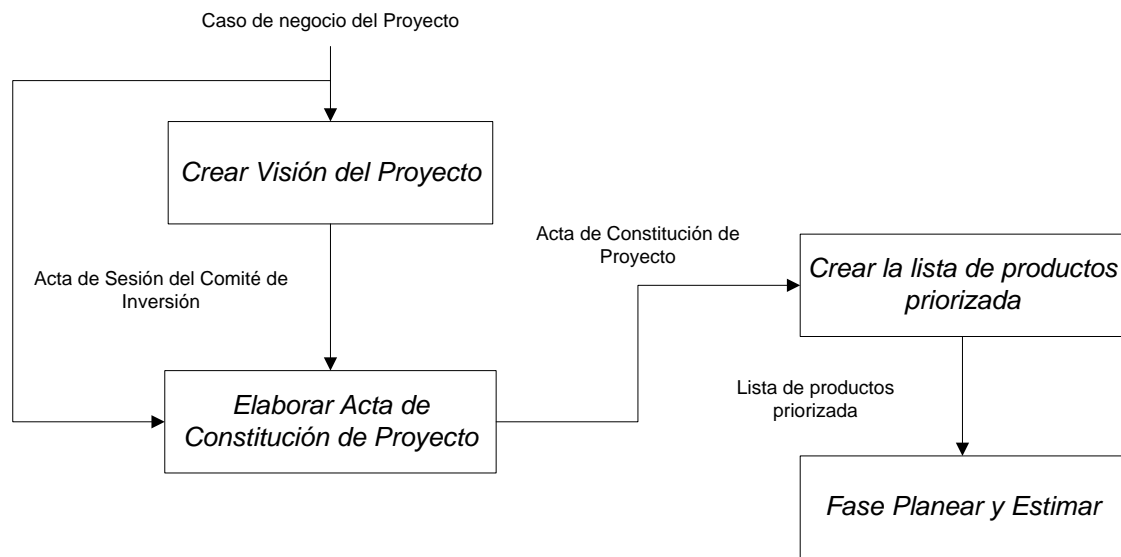 Caso de negocio del Proyecto
Crear Visión del Proyecto
Acta de Sesión del Comité de
Inversión
Elaborar Acta de
Constitución de Proyecto
Acta de Constitución de
Proyecto
Crear la lista de productos
priorizada
Lista de productos
priorizada
Fase Planear y Estimar